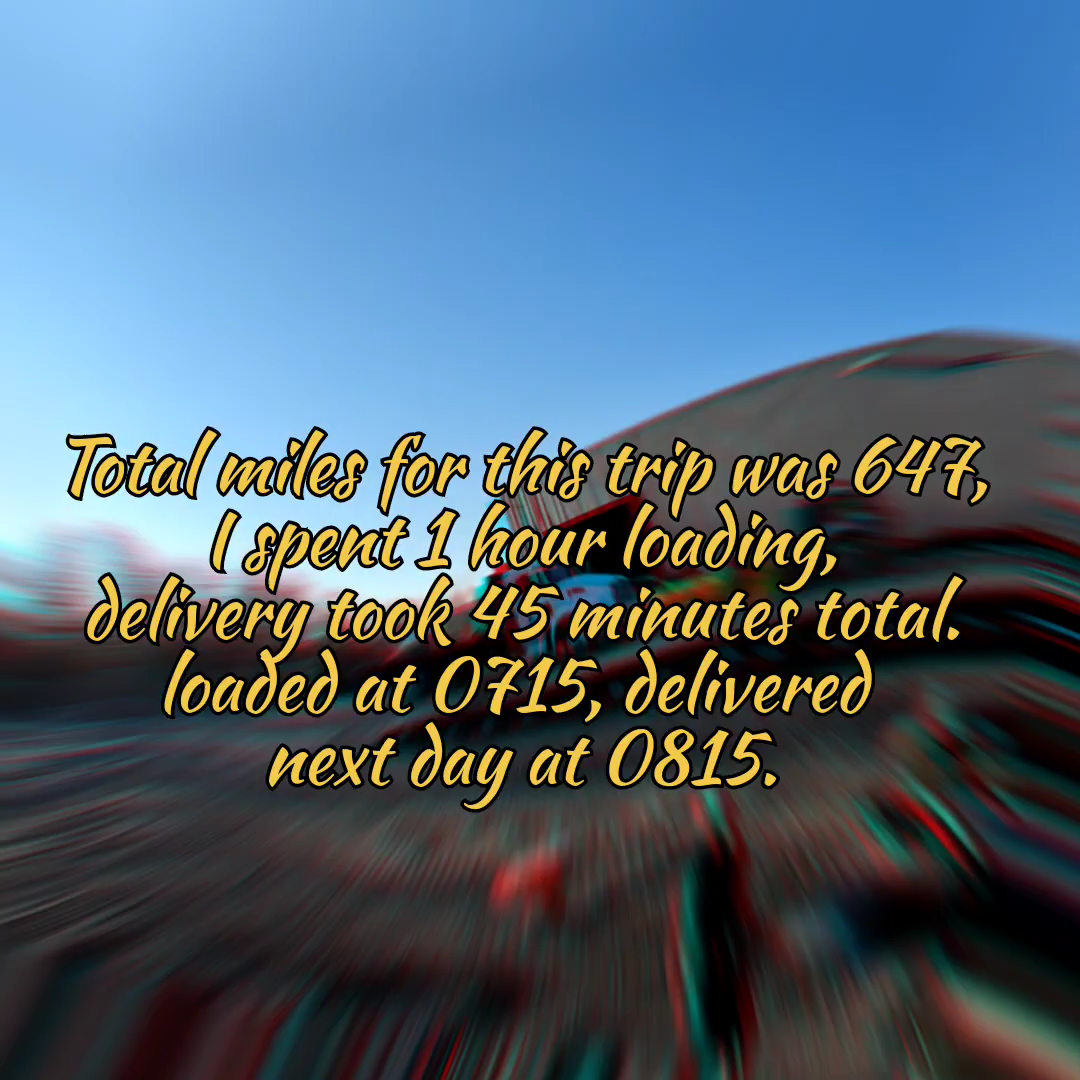 Total miles for this trip was 647,
I spent 1 hour loading,
delivery took 45 minutes total.
loaded at 0715, delivered
next day at 0815.